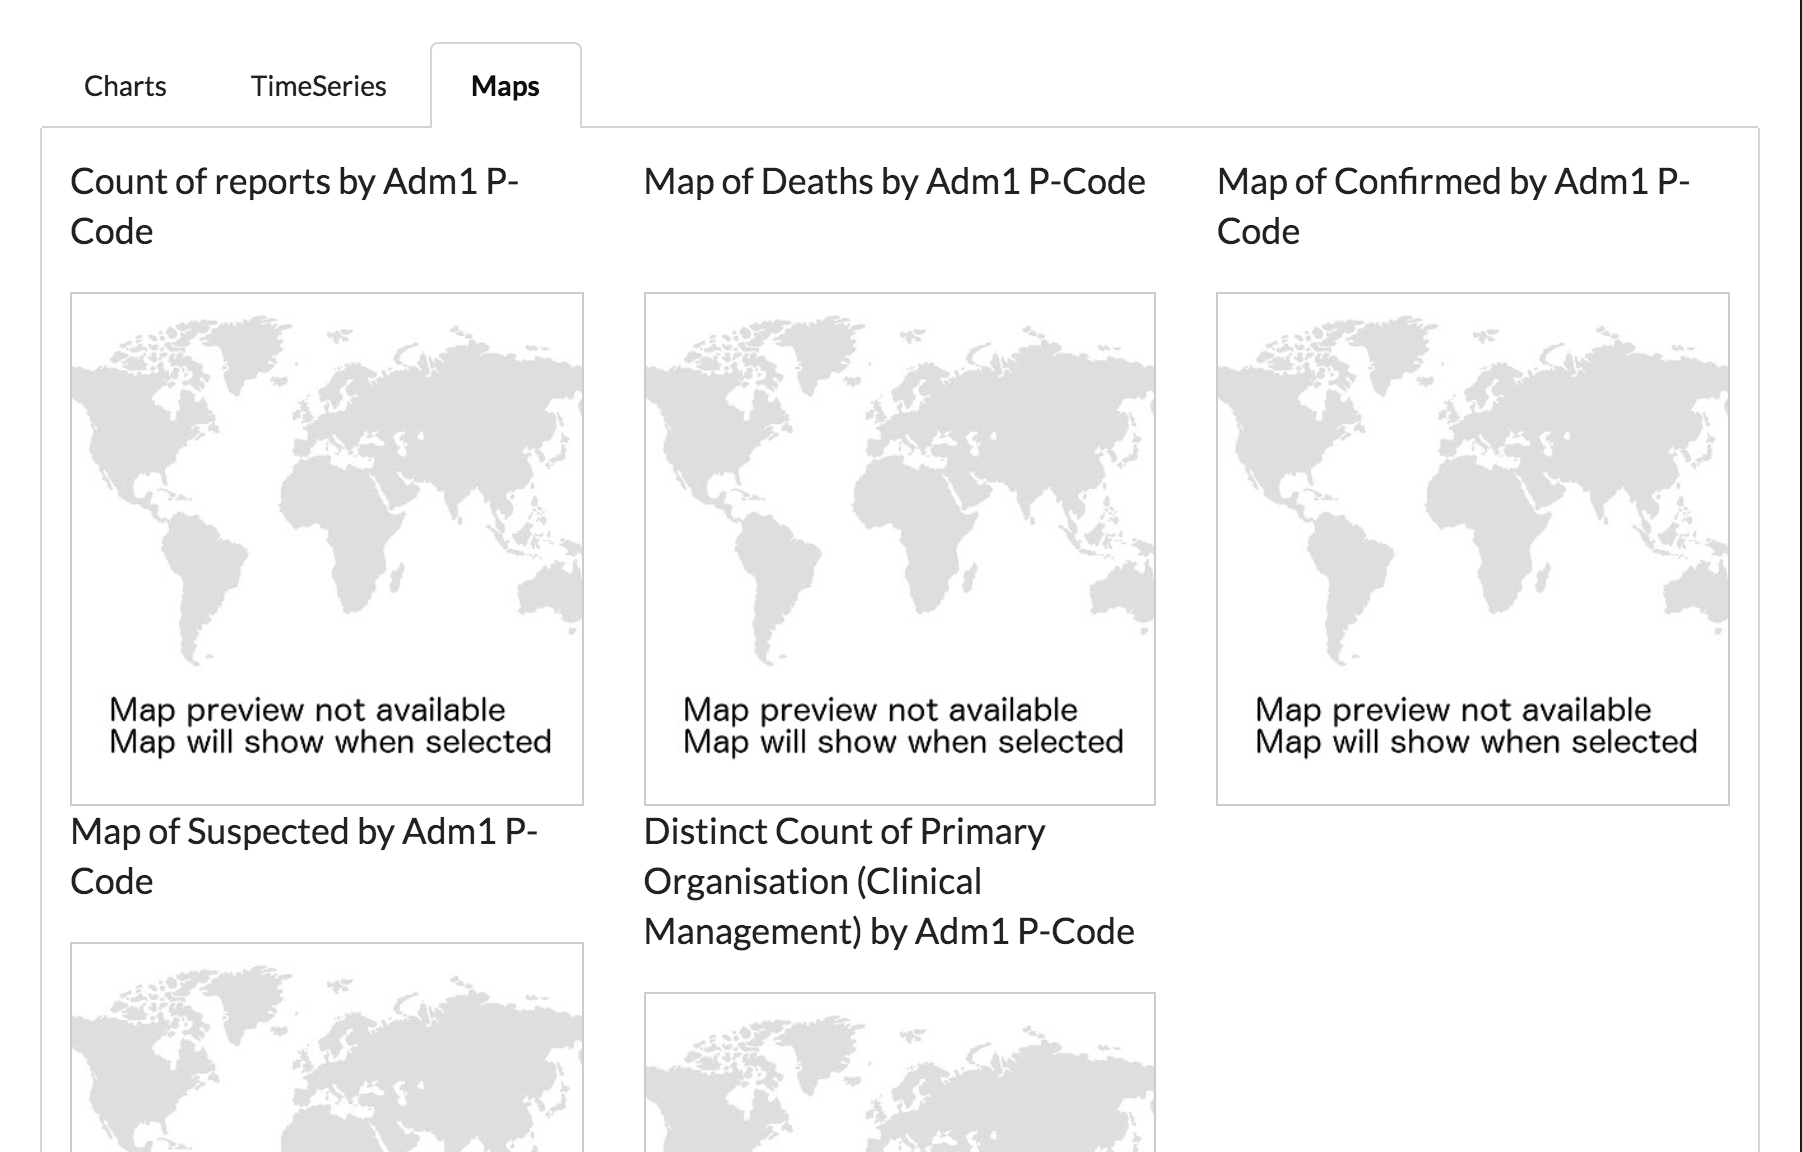 Charts
TimeSeries
Maps
Count of reports by Adm1 P-
Code
Map of Deaths by Adm1 P-Code
Map of Confirmed by Adm1 P-
Code
Map preview not available
Map will show when selected
Map preview not available
Map will show when selected
Map preview not available
Map will show when selected
Map of Suspected by Adm1 P-
Code
Distinct Count of Primary
Organisation (Clinical
Management) by Adm1 P-Code